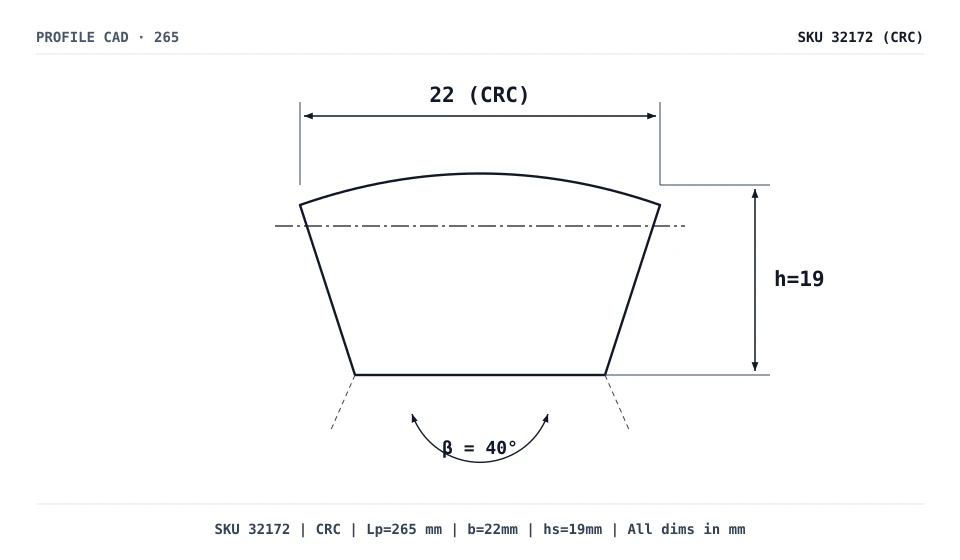 PROFILE CAD · 265
SKU 32172 (CRC)
22 (CRC)
h=19
β = 40°
SKU 32172 | CRC | Lp=265 mm | b=22mm | hs=19mm | All dims in mm